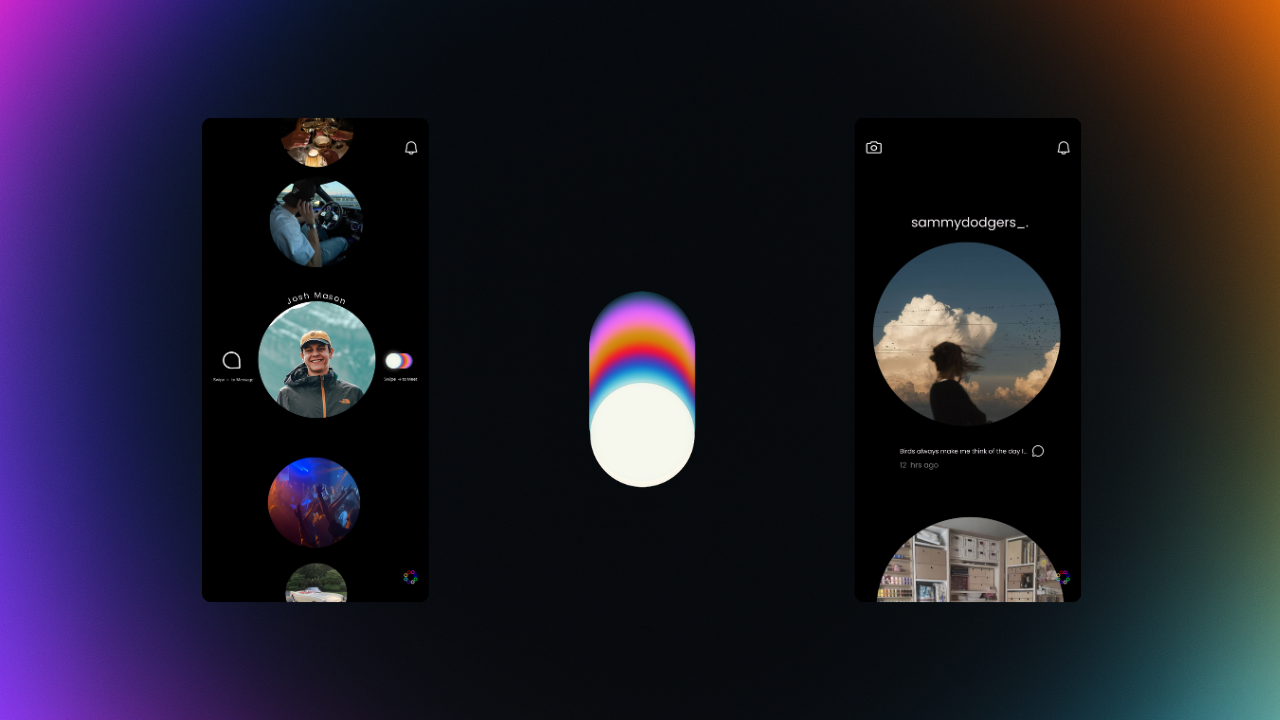 Josh Mason
Swipe ← to Message
Swipe → to Meet
sammydodgers_.
Birds always make me think of the day I...
12 hrs ago